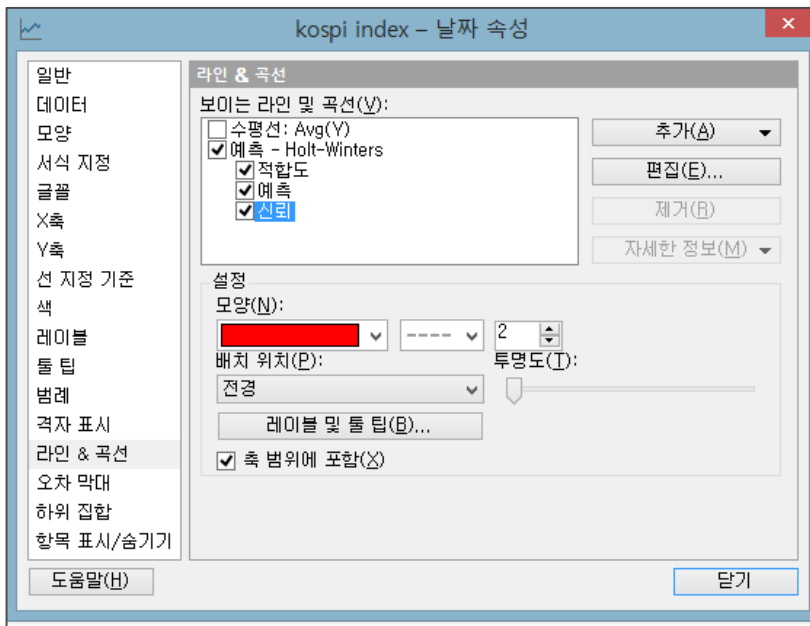 kospi index – 날짜 속성
일반
데이터
모양
서식 지정
글꼴
X축
Y축
선 지정 기준
색
레이블
툴 팁
범례
격자 표시
라인 & 곡선
오차 막대
하위 집합
항목 표시/숨기기
라인 & 곡선
보이는 라인 및 곡선(V):
수평선: Avg(Y)
예측 - Holt-Winters
적합도
예측
신뢰
추가(A)
편집(E)...
제거(R)
자세한 정보(M)
설정
모양(N):
2
배치 위치(P):
투명도(T):
전경
레이블 및 툴 팁(B)...
축 범위에 포함(X)
도움말(H)
닫기